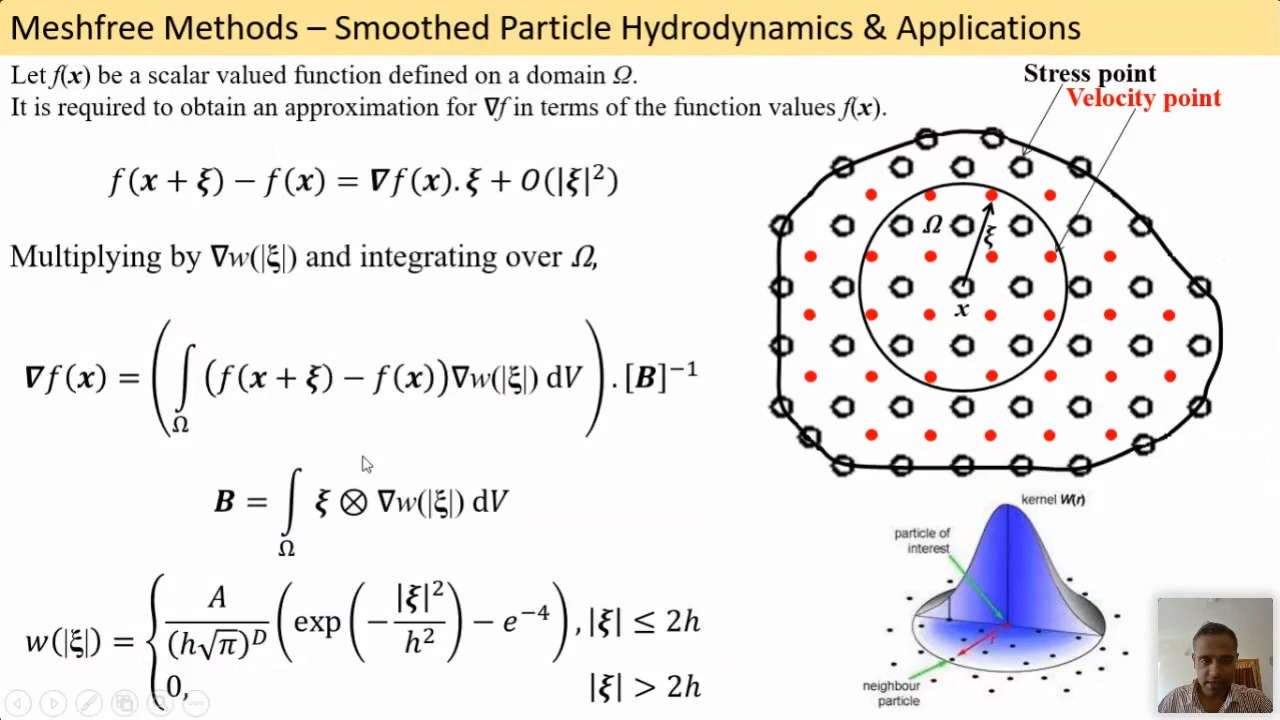 Meshfree Methods – Smoothed Particle Hydrodynamics & Applications
Let f(x) be a scalar valued function defined on a domain Ω.
It is required to obtain an approximation for ∇f in terms of the function values f(x).
f(x + ξ) − f(x) = ∇f(x). ξ + O(|ξ|²)
Multiplying by ∇w(|ξ|) and integrating over Ω,
∇f(x) = ( ∫_Ω (f(x + ξ) − f(x))∇w(|ξ|) dV ) . [B]⁻¹
B = ∫_Ω ξ ⊗ ∇w(|ξ|) dV
w(|ξ|) = { A/(h√π)^D (exp(−|ξ|²/h²) − e⁻⁴), |ξ| ≤ 2h
0, |ξ| > 2h
Stress point
Velocity point
Ω
ξ
x
kernel W(r)
particle of
interest
r
neighbour
particle